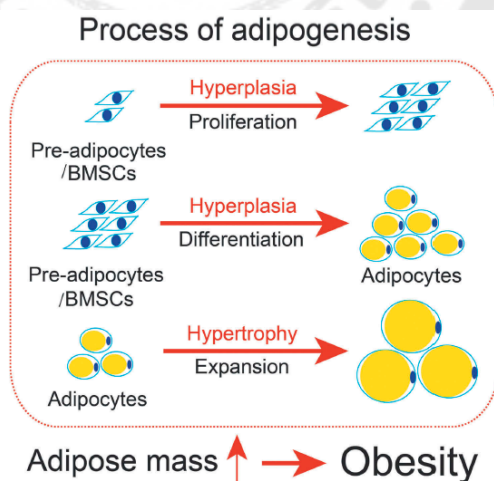 Process of adipogenesis
Hyperplasia
Proliferation
Pre-adipocytes
/BMSCs
Hyperplasia
Differentiation
Pre-adipocytes
/BMSCs
Adipocytes
Hypertrophy
Expansion
Adipocytes
Adipose mass
Obesity